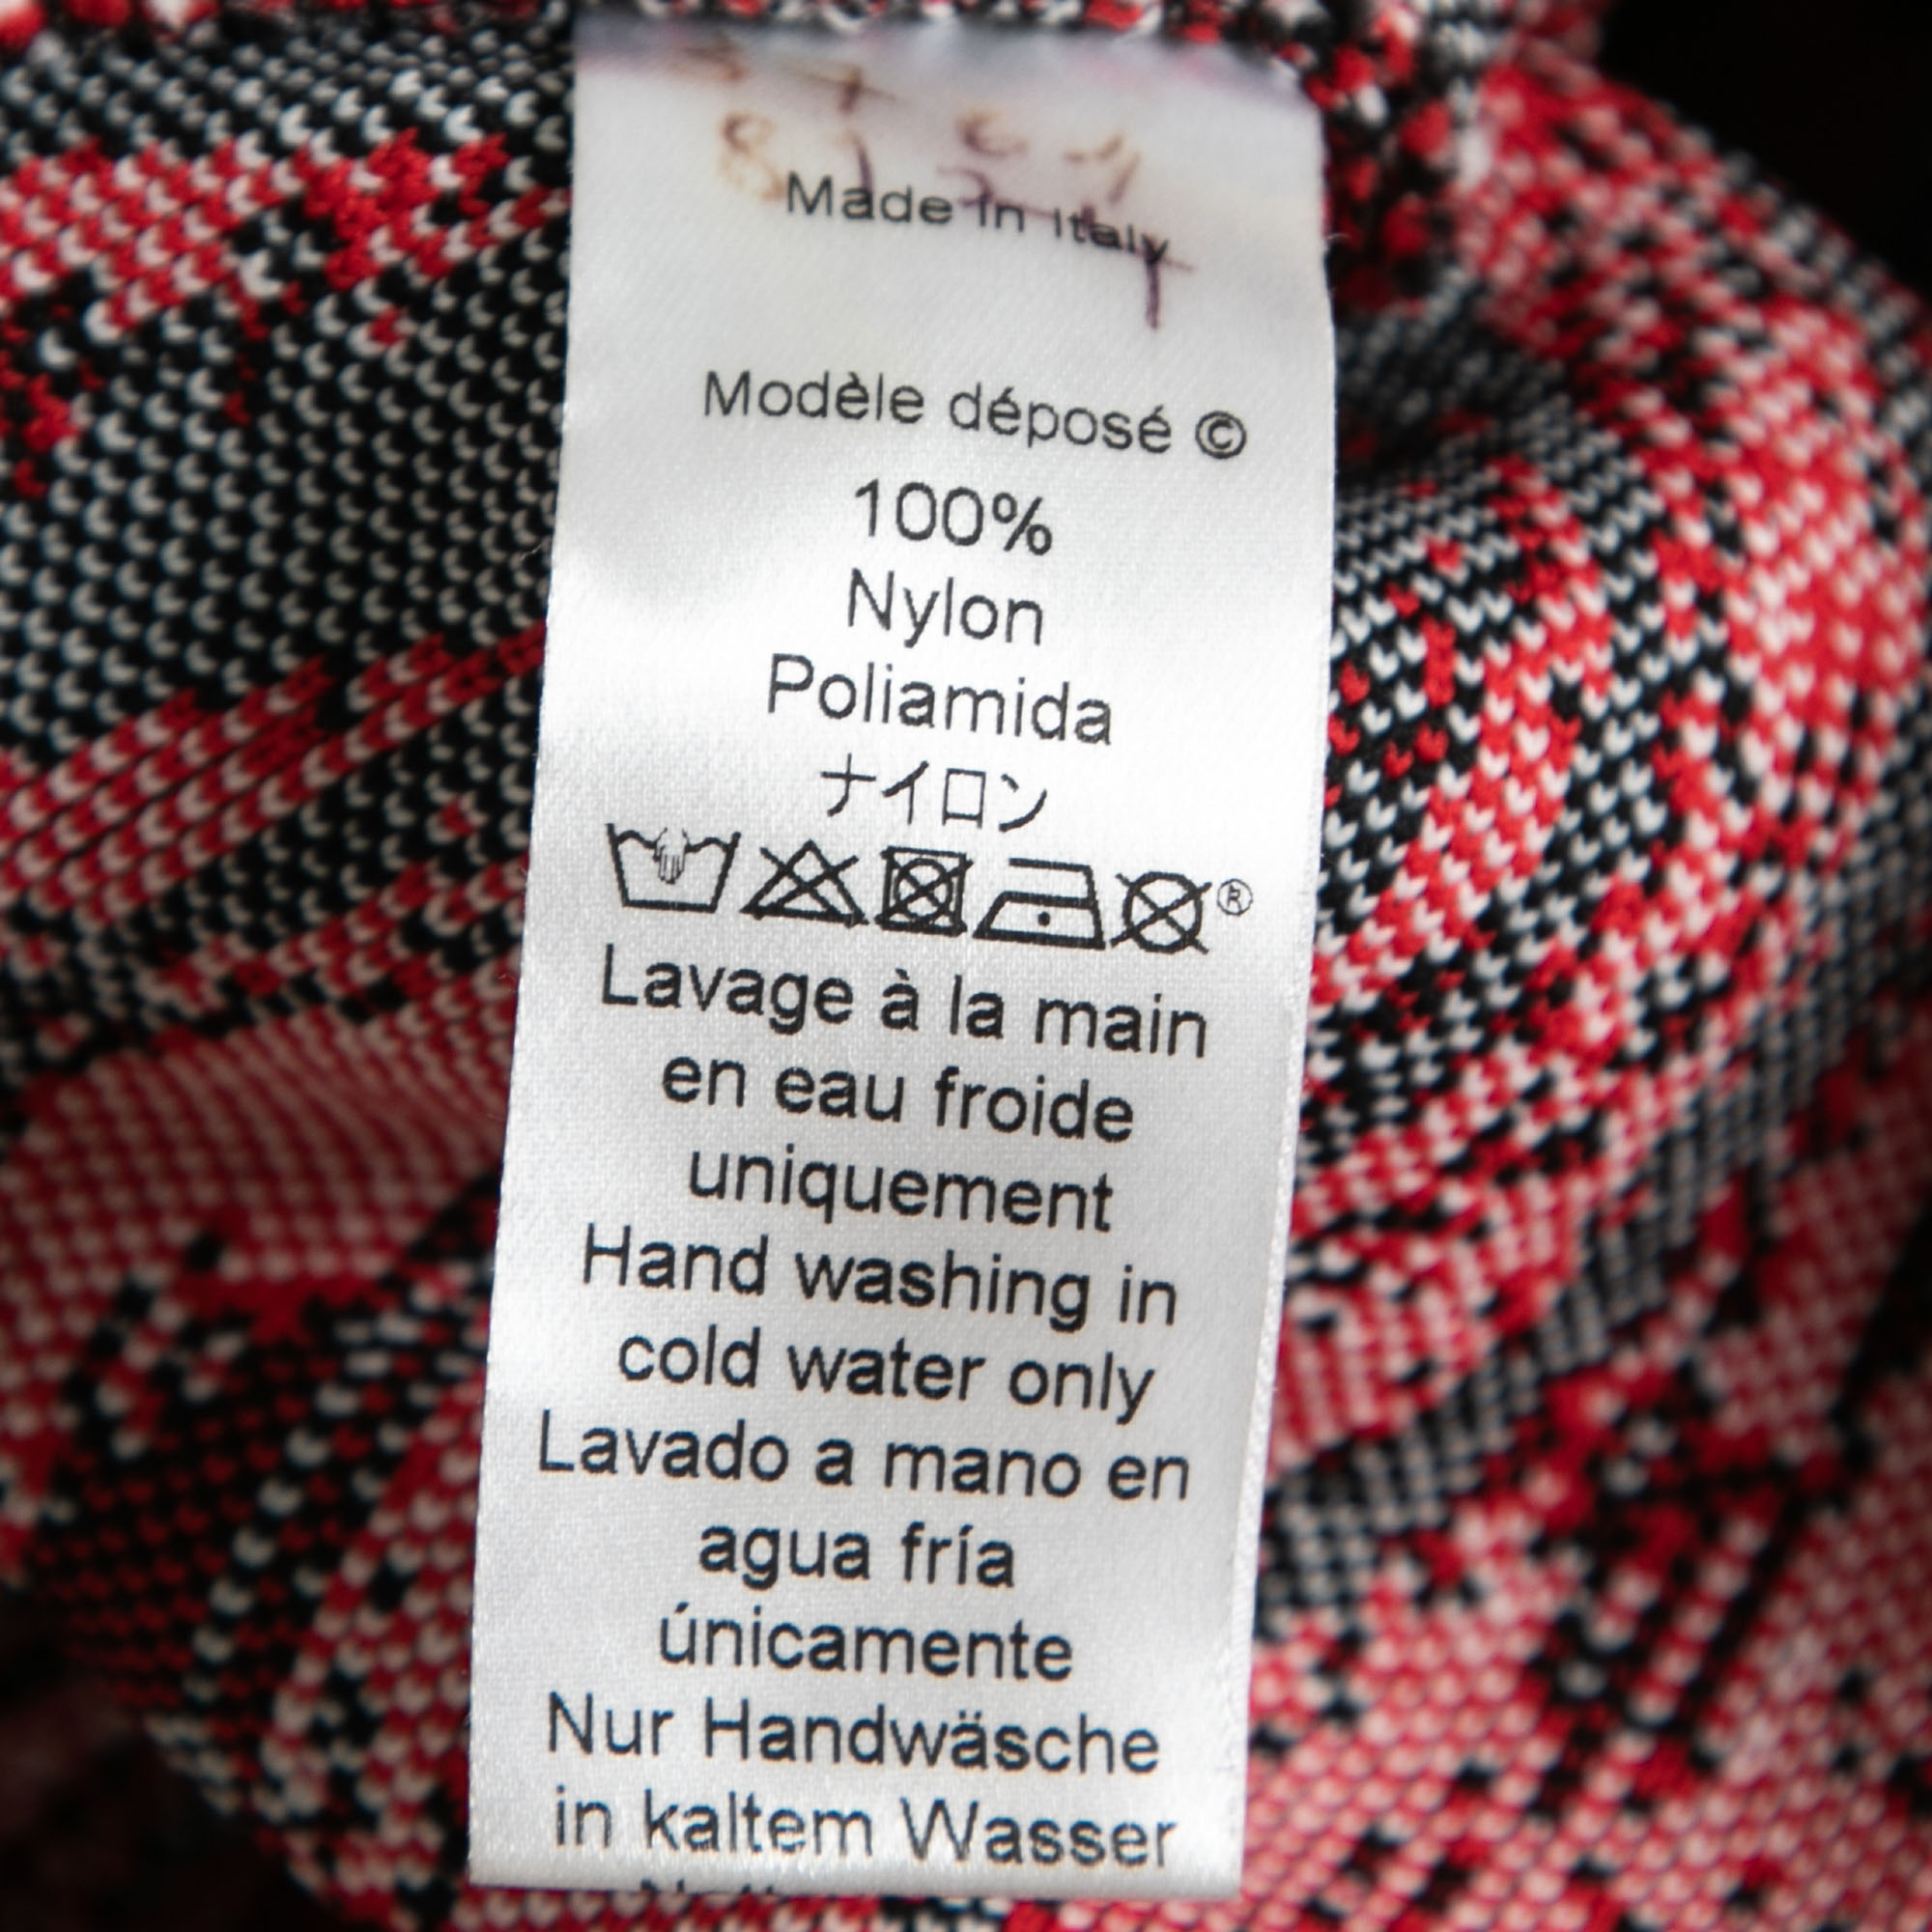 Made in Italy
Modèle déposé ©
100%
Nylon
Poliamida
ナイロン
®
Lavage à la main
en eau froide
uniquement
Hand washing in
cold water only
Lavado a mano en
agua fría
únicamente
Nur Handwäsche
in kaltem Wasser